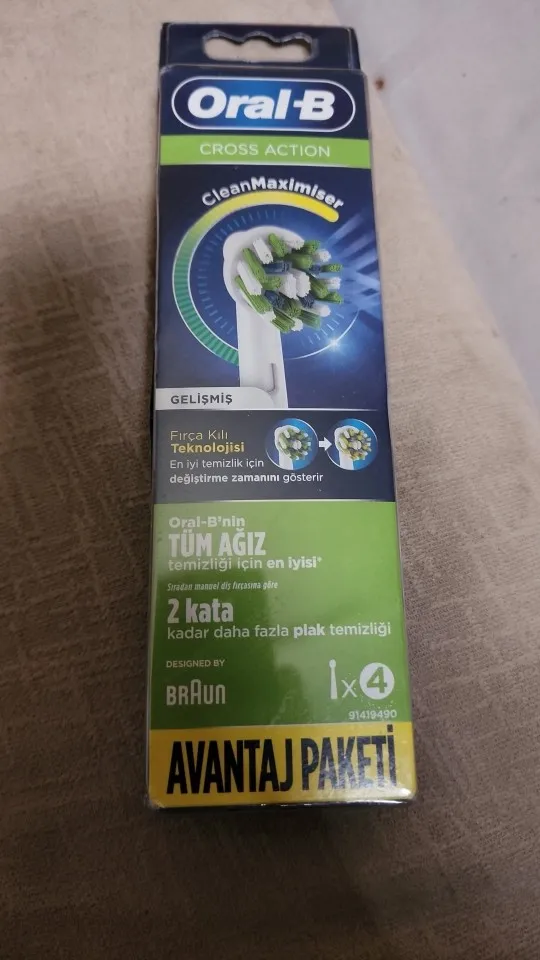 Oral-B
CROSS ACTION
CleanMaximiser
GELİŞMİŞ
Fırça Kılı
Teknolojisi
En iyi temizlik için
değiştirme zamanını gösterir
Oral-B'nin
TÜM AĞIZ
temizliği için en iyisi*
Sıradan manuel diş fırçasına göre
2 kata
kadar daha fazla plak temizliği
DESIGNED BY
BRAUN
x4
91419490
AVANTAJ PAKETİ